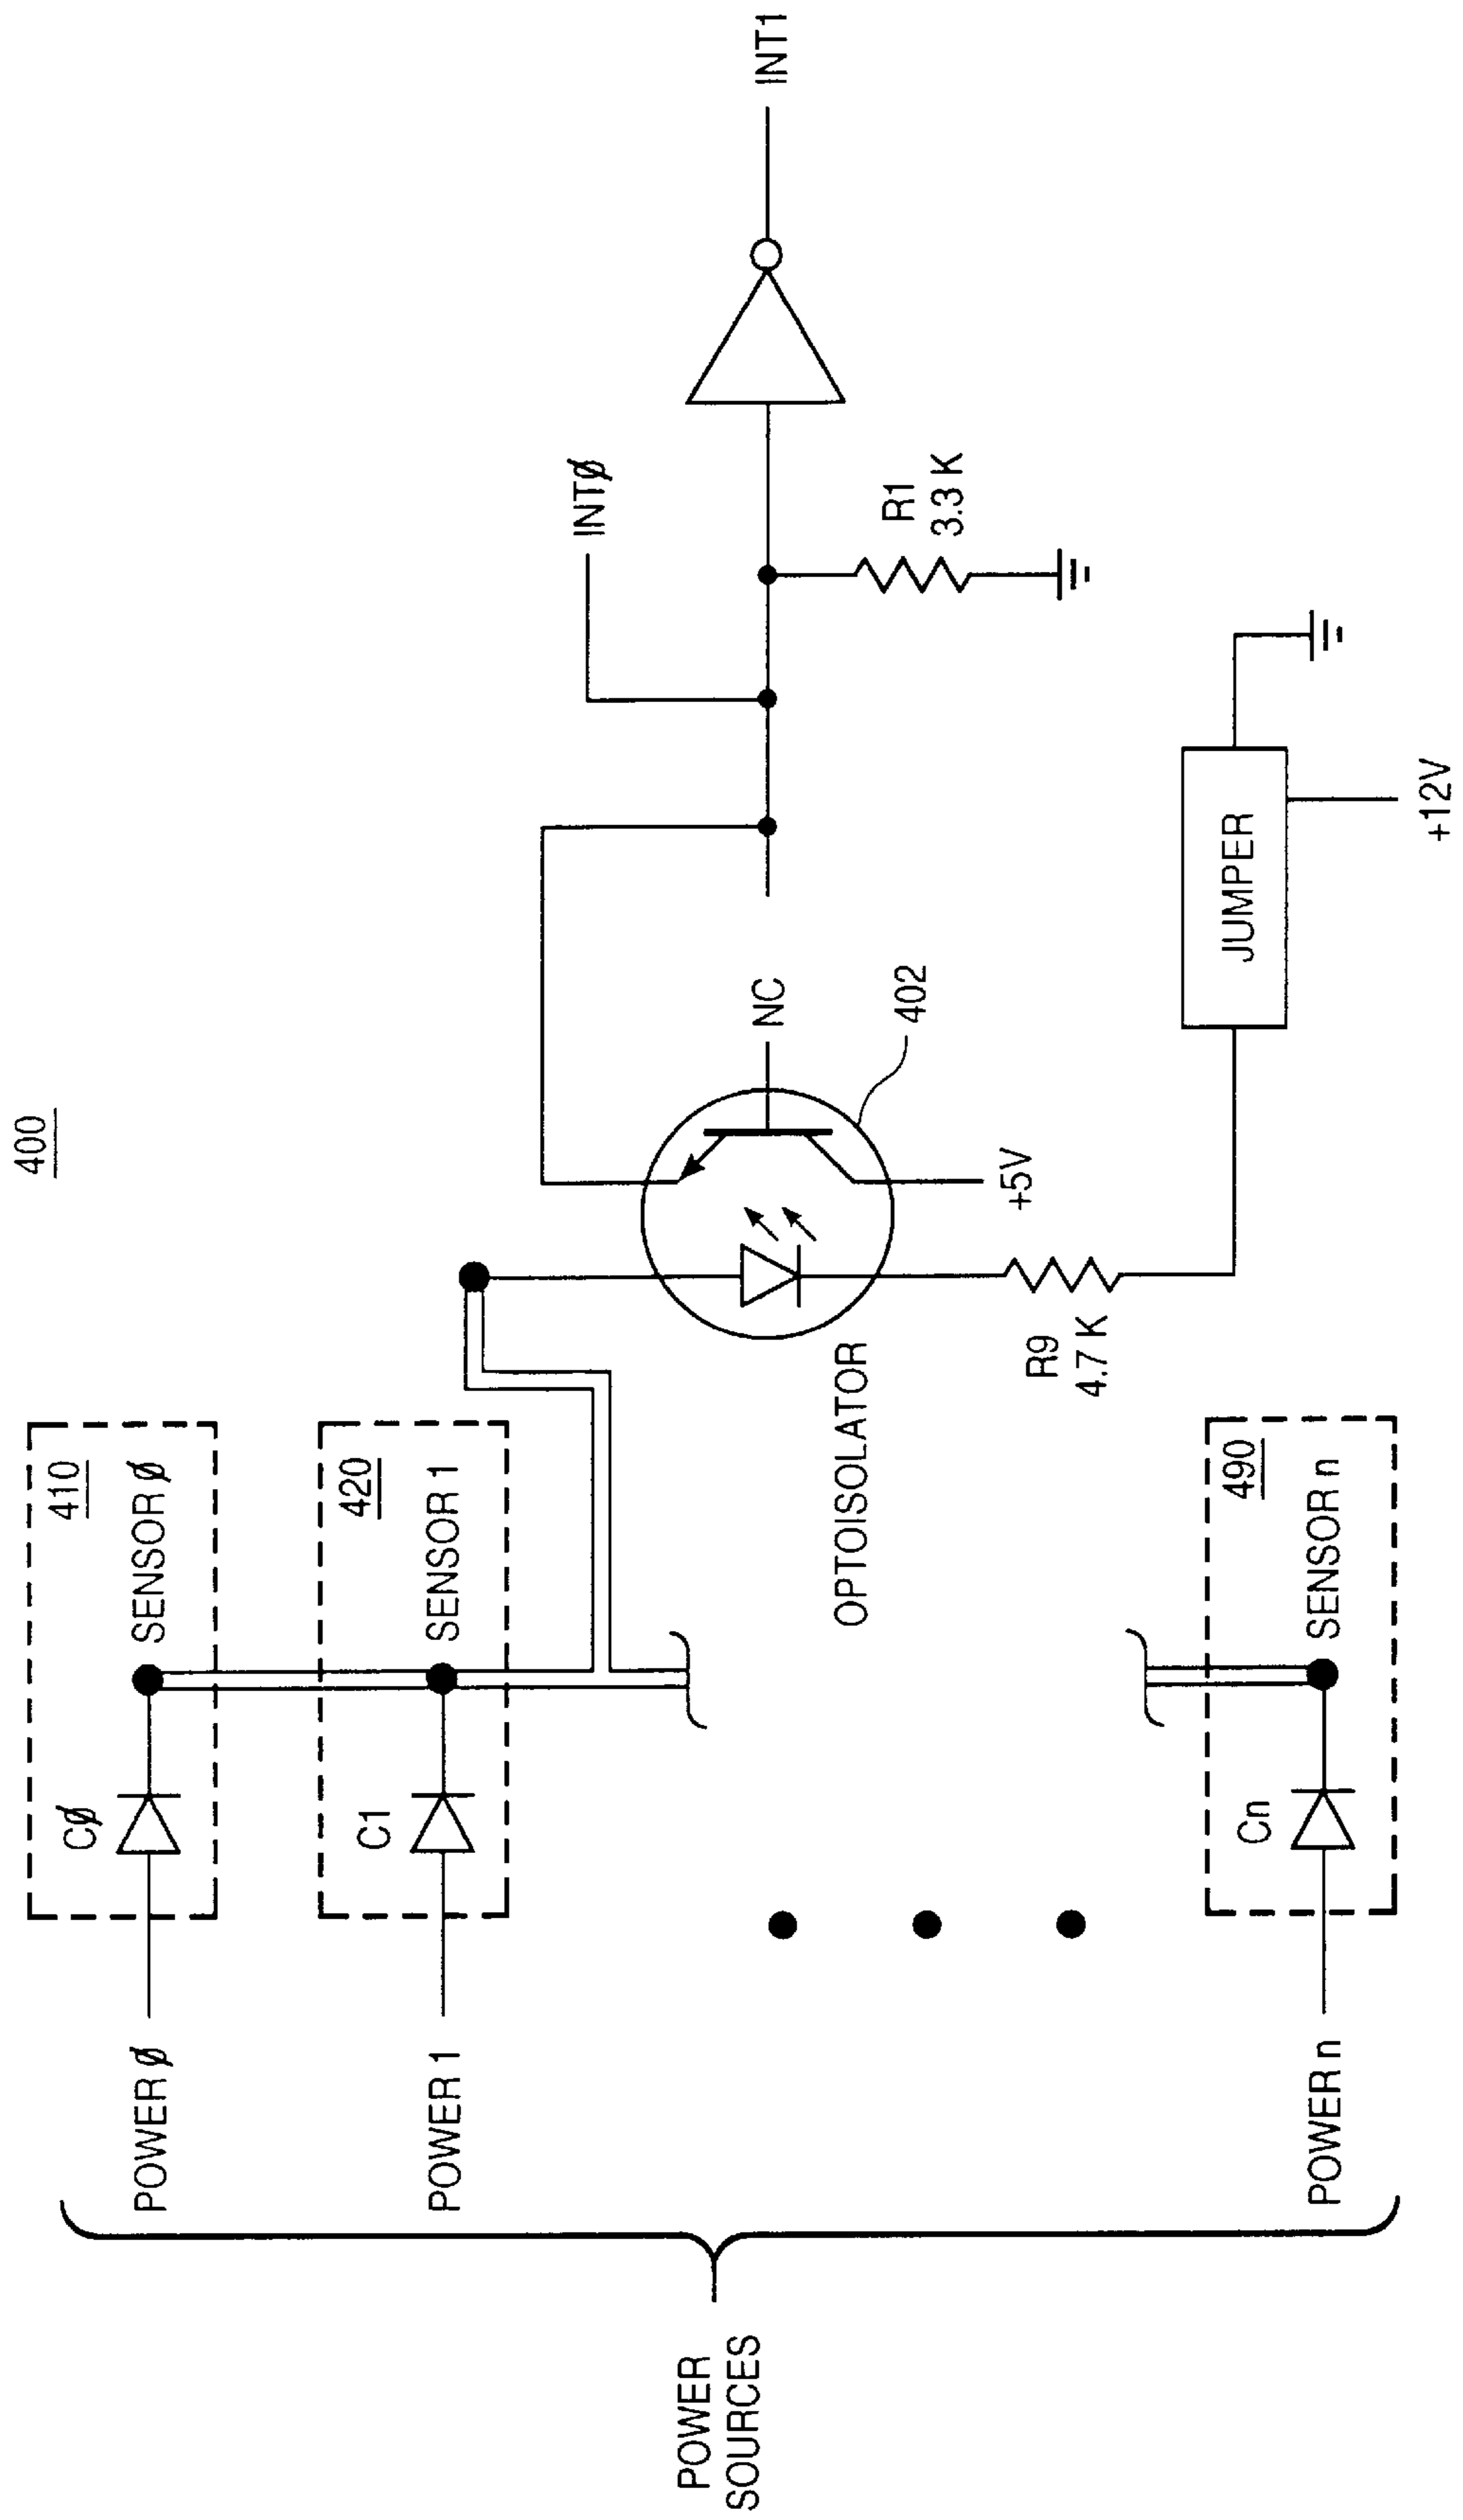 400
POWER SOURCES
POWER Ø
CØ
410
SENSOR Ø
POWER 1
C1
420
SENSOR 1
POWER n
Cn
490
SENSOR n
OPTOISOLATOR
402
NC
+5V
R9
4.7 K
JUMPER
+12V
INTØ
R1
3.3 K
INT1